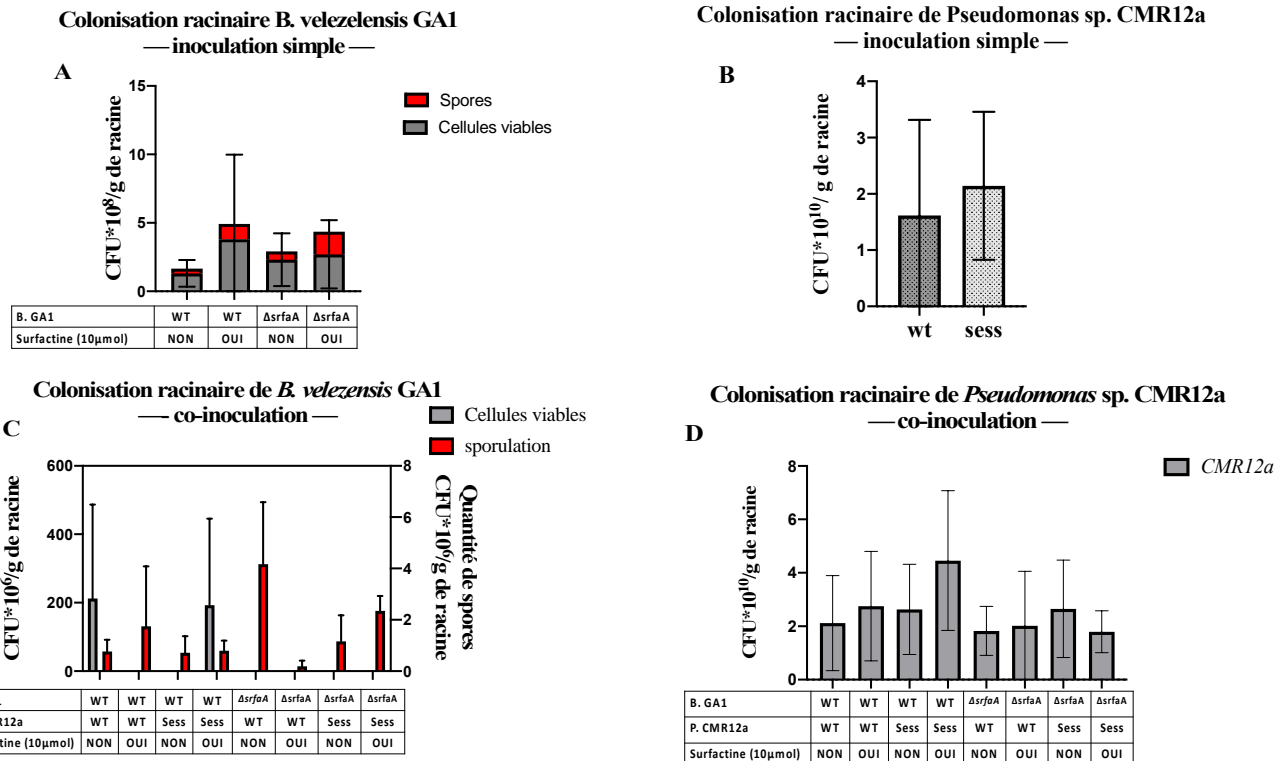 Colonisation racinaire B. velezelensis GA1
— inoculation simple —
A
15
10
5
0
CFU*10⁸/g de racine
Spores
Cellules viables
B. GA1 WT WT ΔsrfaA ΔsrfaA
Surfactine (10µmol) NON OUI NON OUI
Colonisation racinaire de Pseudomonas sp. CMR12a
— inoculation simple —
B
4
3
2
1
0
CFU*10¹⁰/ g de racine
wt sess
Colonisation racinaire de B. velezensis GA1
— co-inoculation —
C
Cellules viables
sporulation
600
400
200
0
CFU*10⁶/g de racine
8
6
4
2
0
Quantité de spores
CFU*10⁶/g de racine
WT WT WT WT ΔsrfaA ΔsrfaA ΔsrfaA ΔsrfaA
R12a WT WT Sess Sess WT WT Sess Sess
tine (10µmol) NON OUI NON OUI NON OUI NON OUI
Colonisation racinaire de Pseudomonas sp. CMR12a
— co-inoculation —
D
CMR12a
8
6
4
2
0
CFU*10¹⁰/g de racine
B. GA1 WT WT WT WT ΔsrfaA ΔsrfaA ΔsrfaA ΔsrfaA
P. CMR12a WT WT Sess Sess WT WT Sess Sess
Surfactine (10µmol) NON OUI NON OUI NON OUI NON OUI